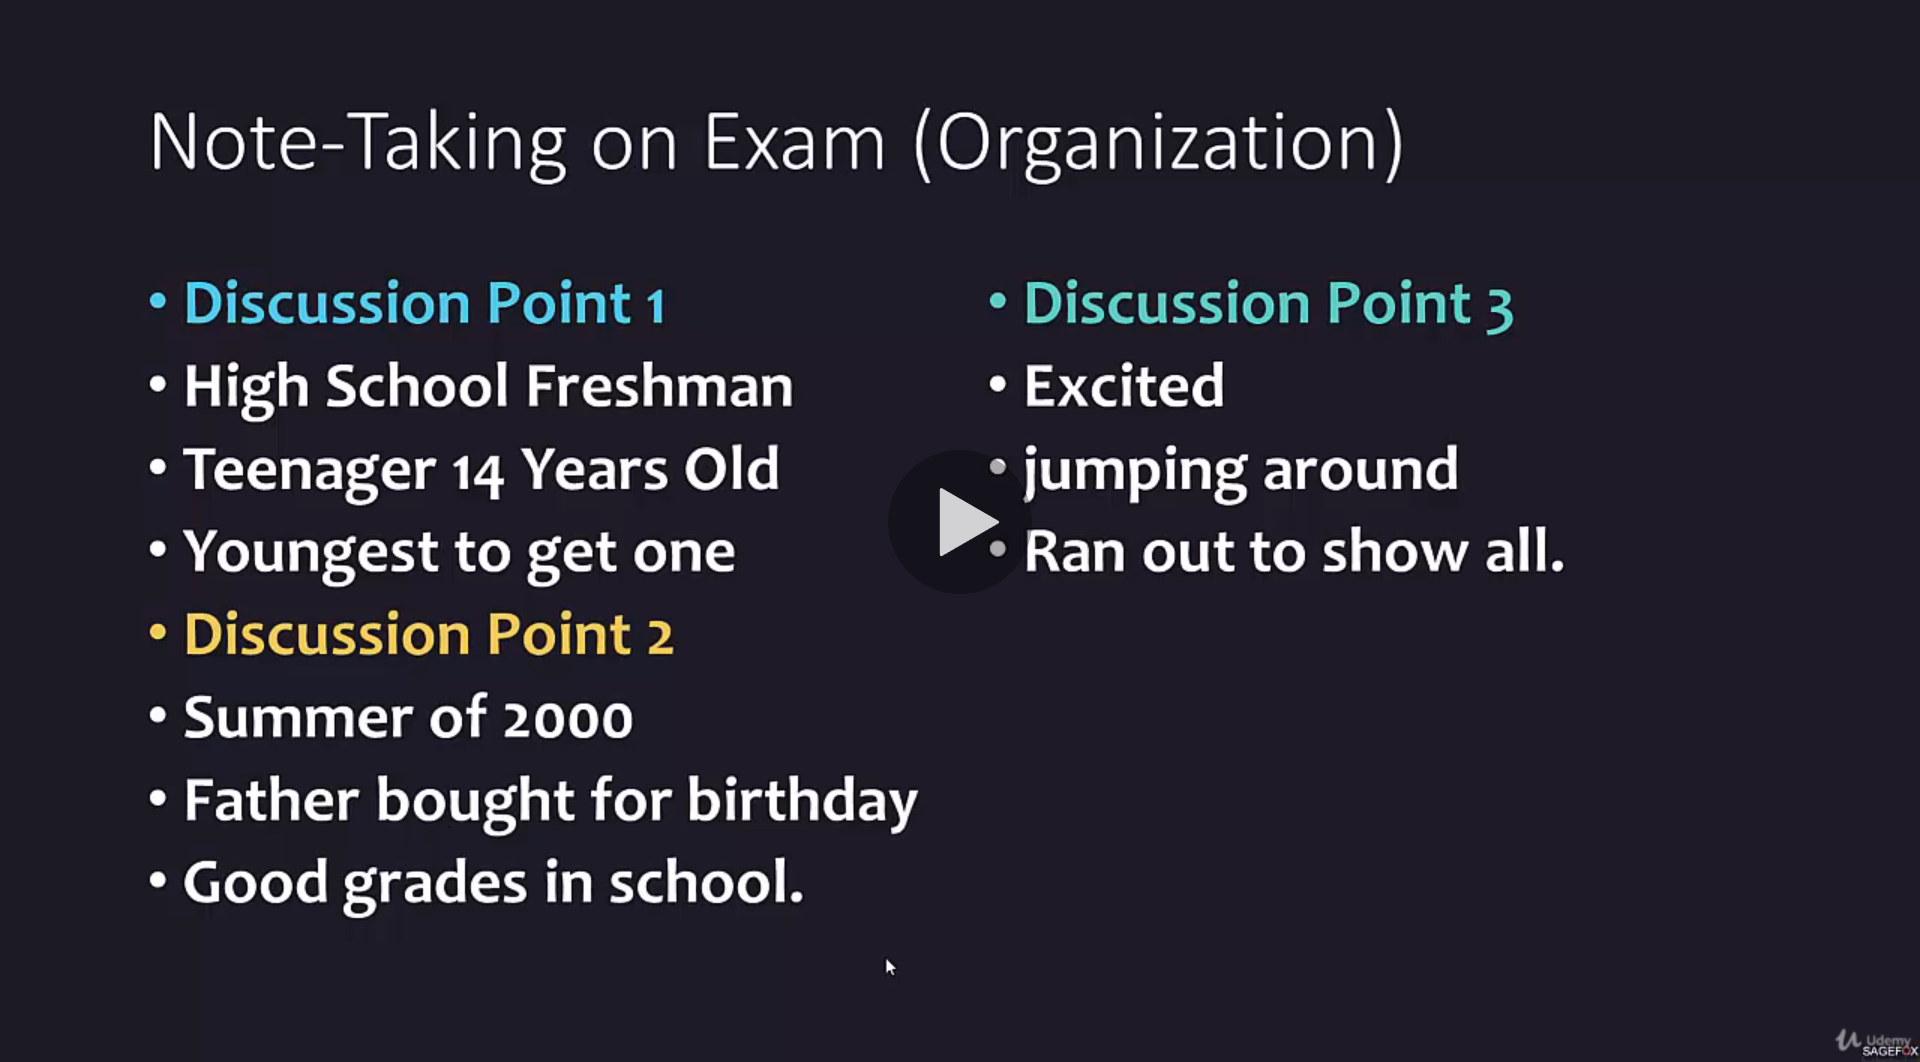 Note-Taking on Exam (Organization)
• Discussion Point 1
• High School Freshman
• Teenager 14 Years Old
• Youngest to get one
• Discussion Point 2
• Summer of 2000
• Father bought for birthday
• Good grades in school.
• Discussion Point 3
• Excited
• jumping around
• Ran out to show all.
Udemy
SAGEFOX